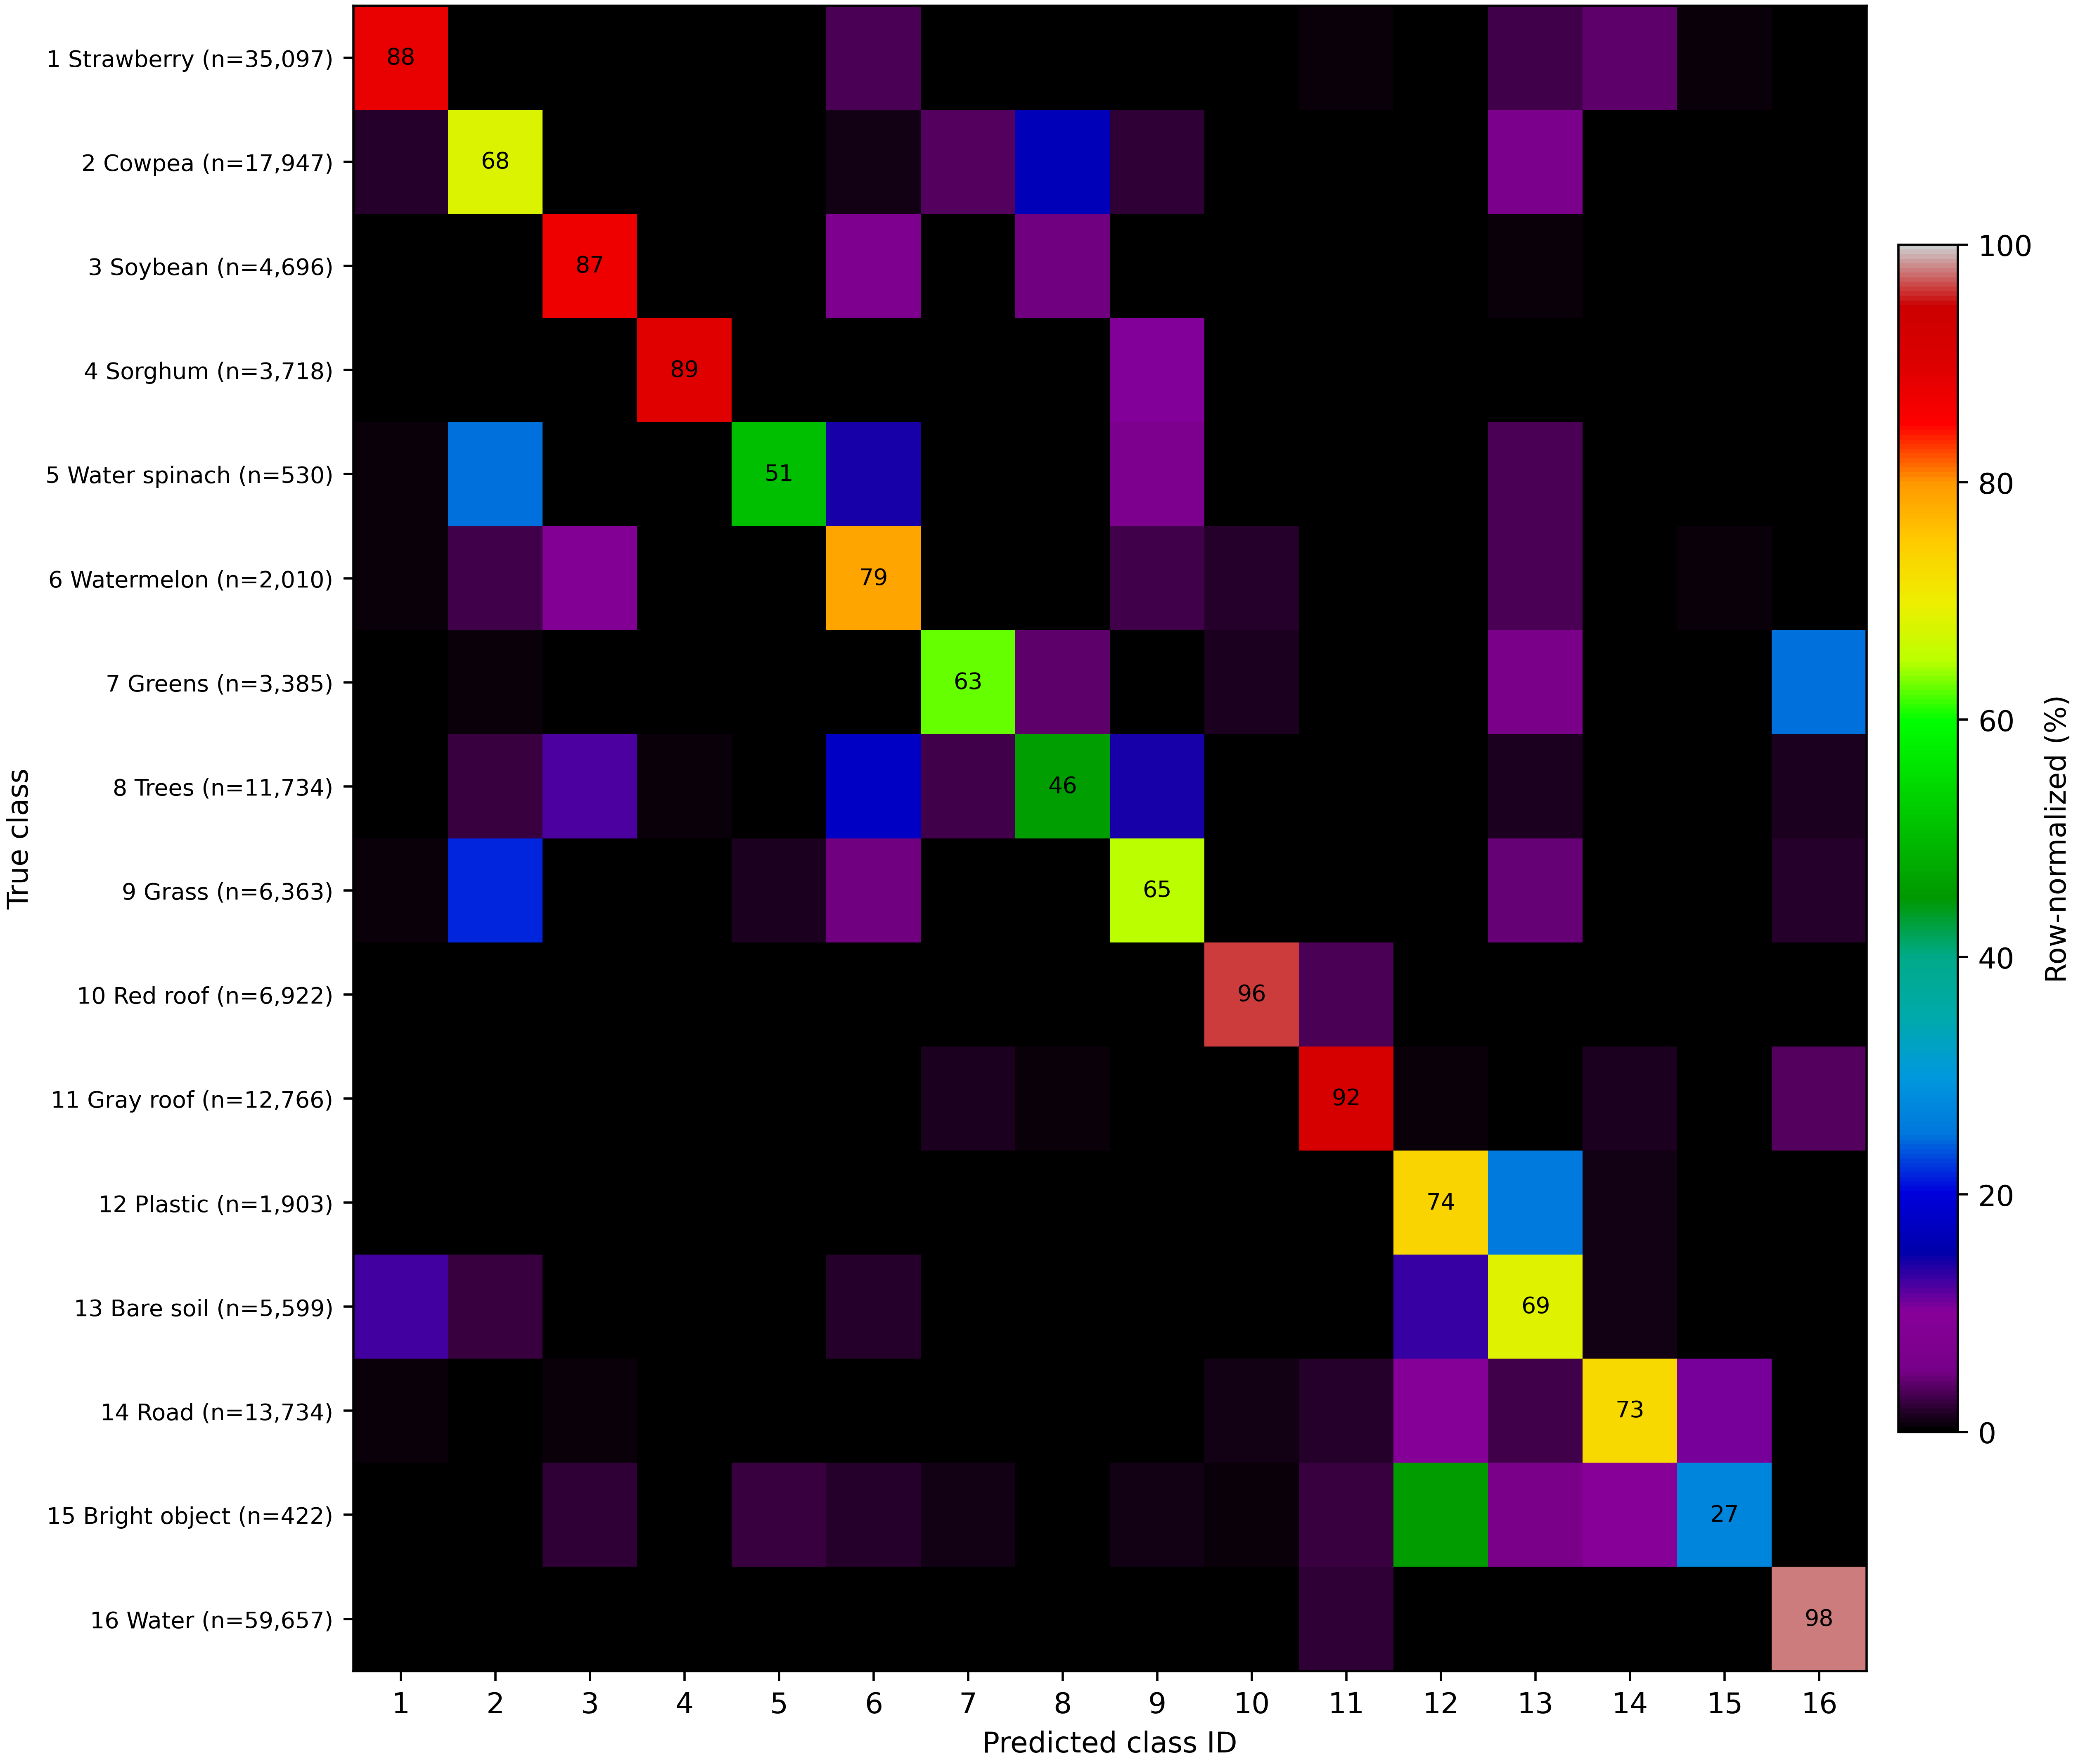 1 Strawberry (n=35,097)
88
2 Cowpea (n=17,947)
68
3 Soybean (n=4,696)
87
4 Sorghum (n=3,718)
89
5 Water spinach (n=530)
51
6 Watermelon (n=2,010)
79
7 Greens (n=3,385)
63
8 Trees (n=11,734)
46
9 Grass (n=6,363)
65
10 Red roof (n=6,922)
96
11 Gray roof (n=12,766)
92
12 Plastic (n=1,903)
74
13 Bare soil (n=5,599)
69
14 Road (n=13,734)
73
15 Bright object (n=422)
27
16 Water (n=59,657)
98
True class
1 2 3 4 5 6 7 8 9 10 11 12 13 14 15 16
Predicted class ID
100
80
60
40
20
0
Row-normalized (%)